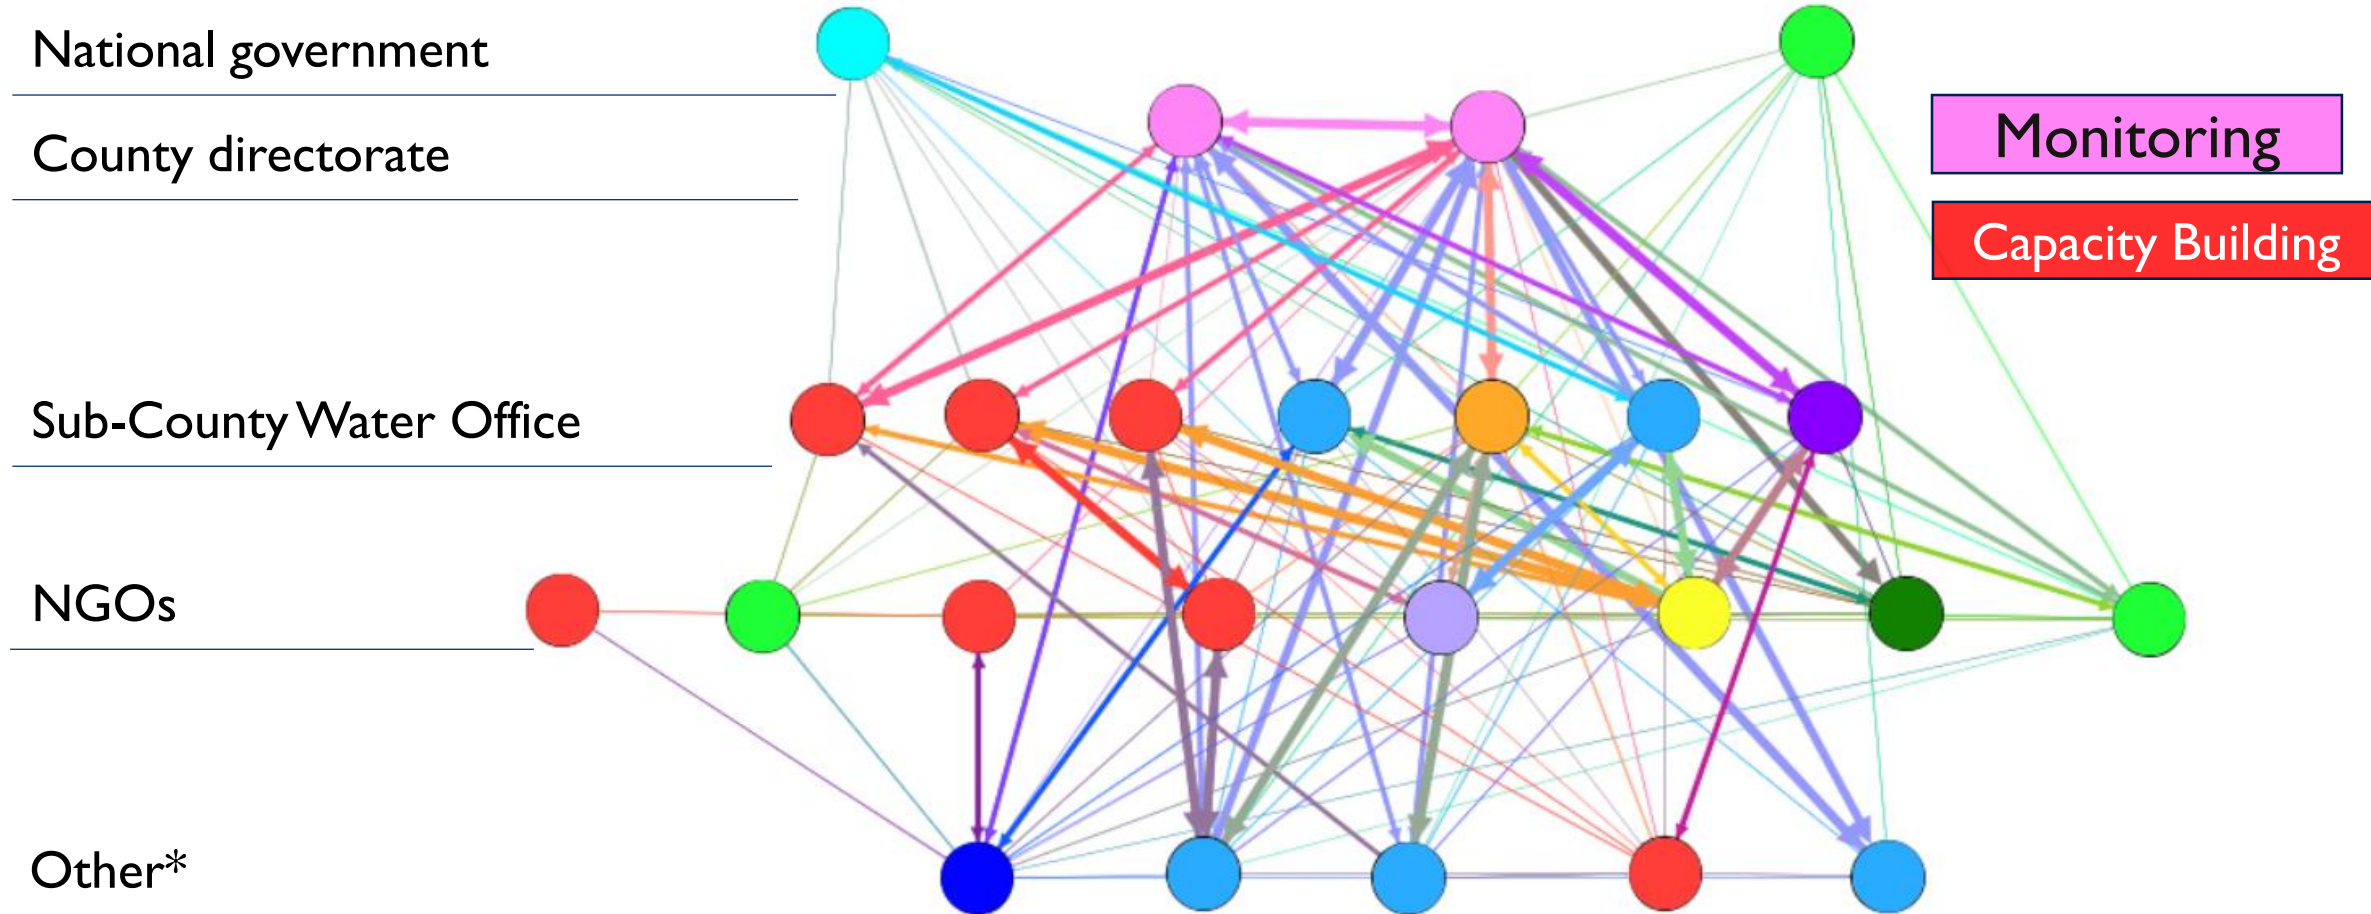 National government
County directorate
Monitoring
Capacity Building
Sub-County Water Office
NGOs
Other*